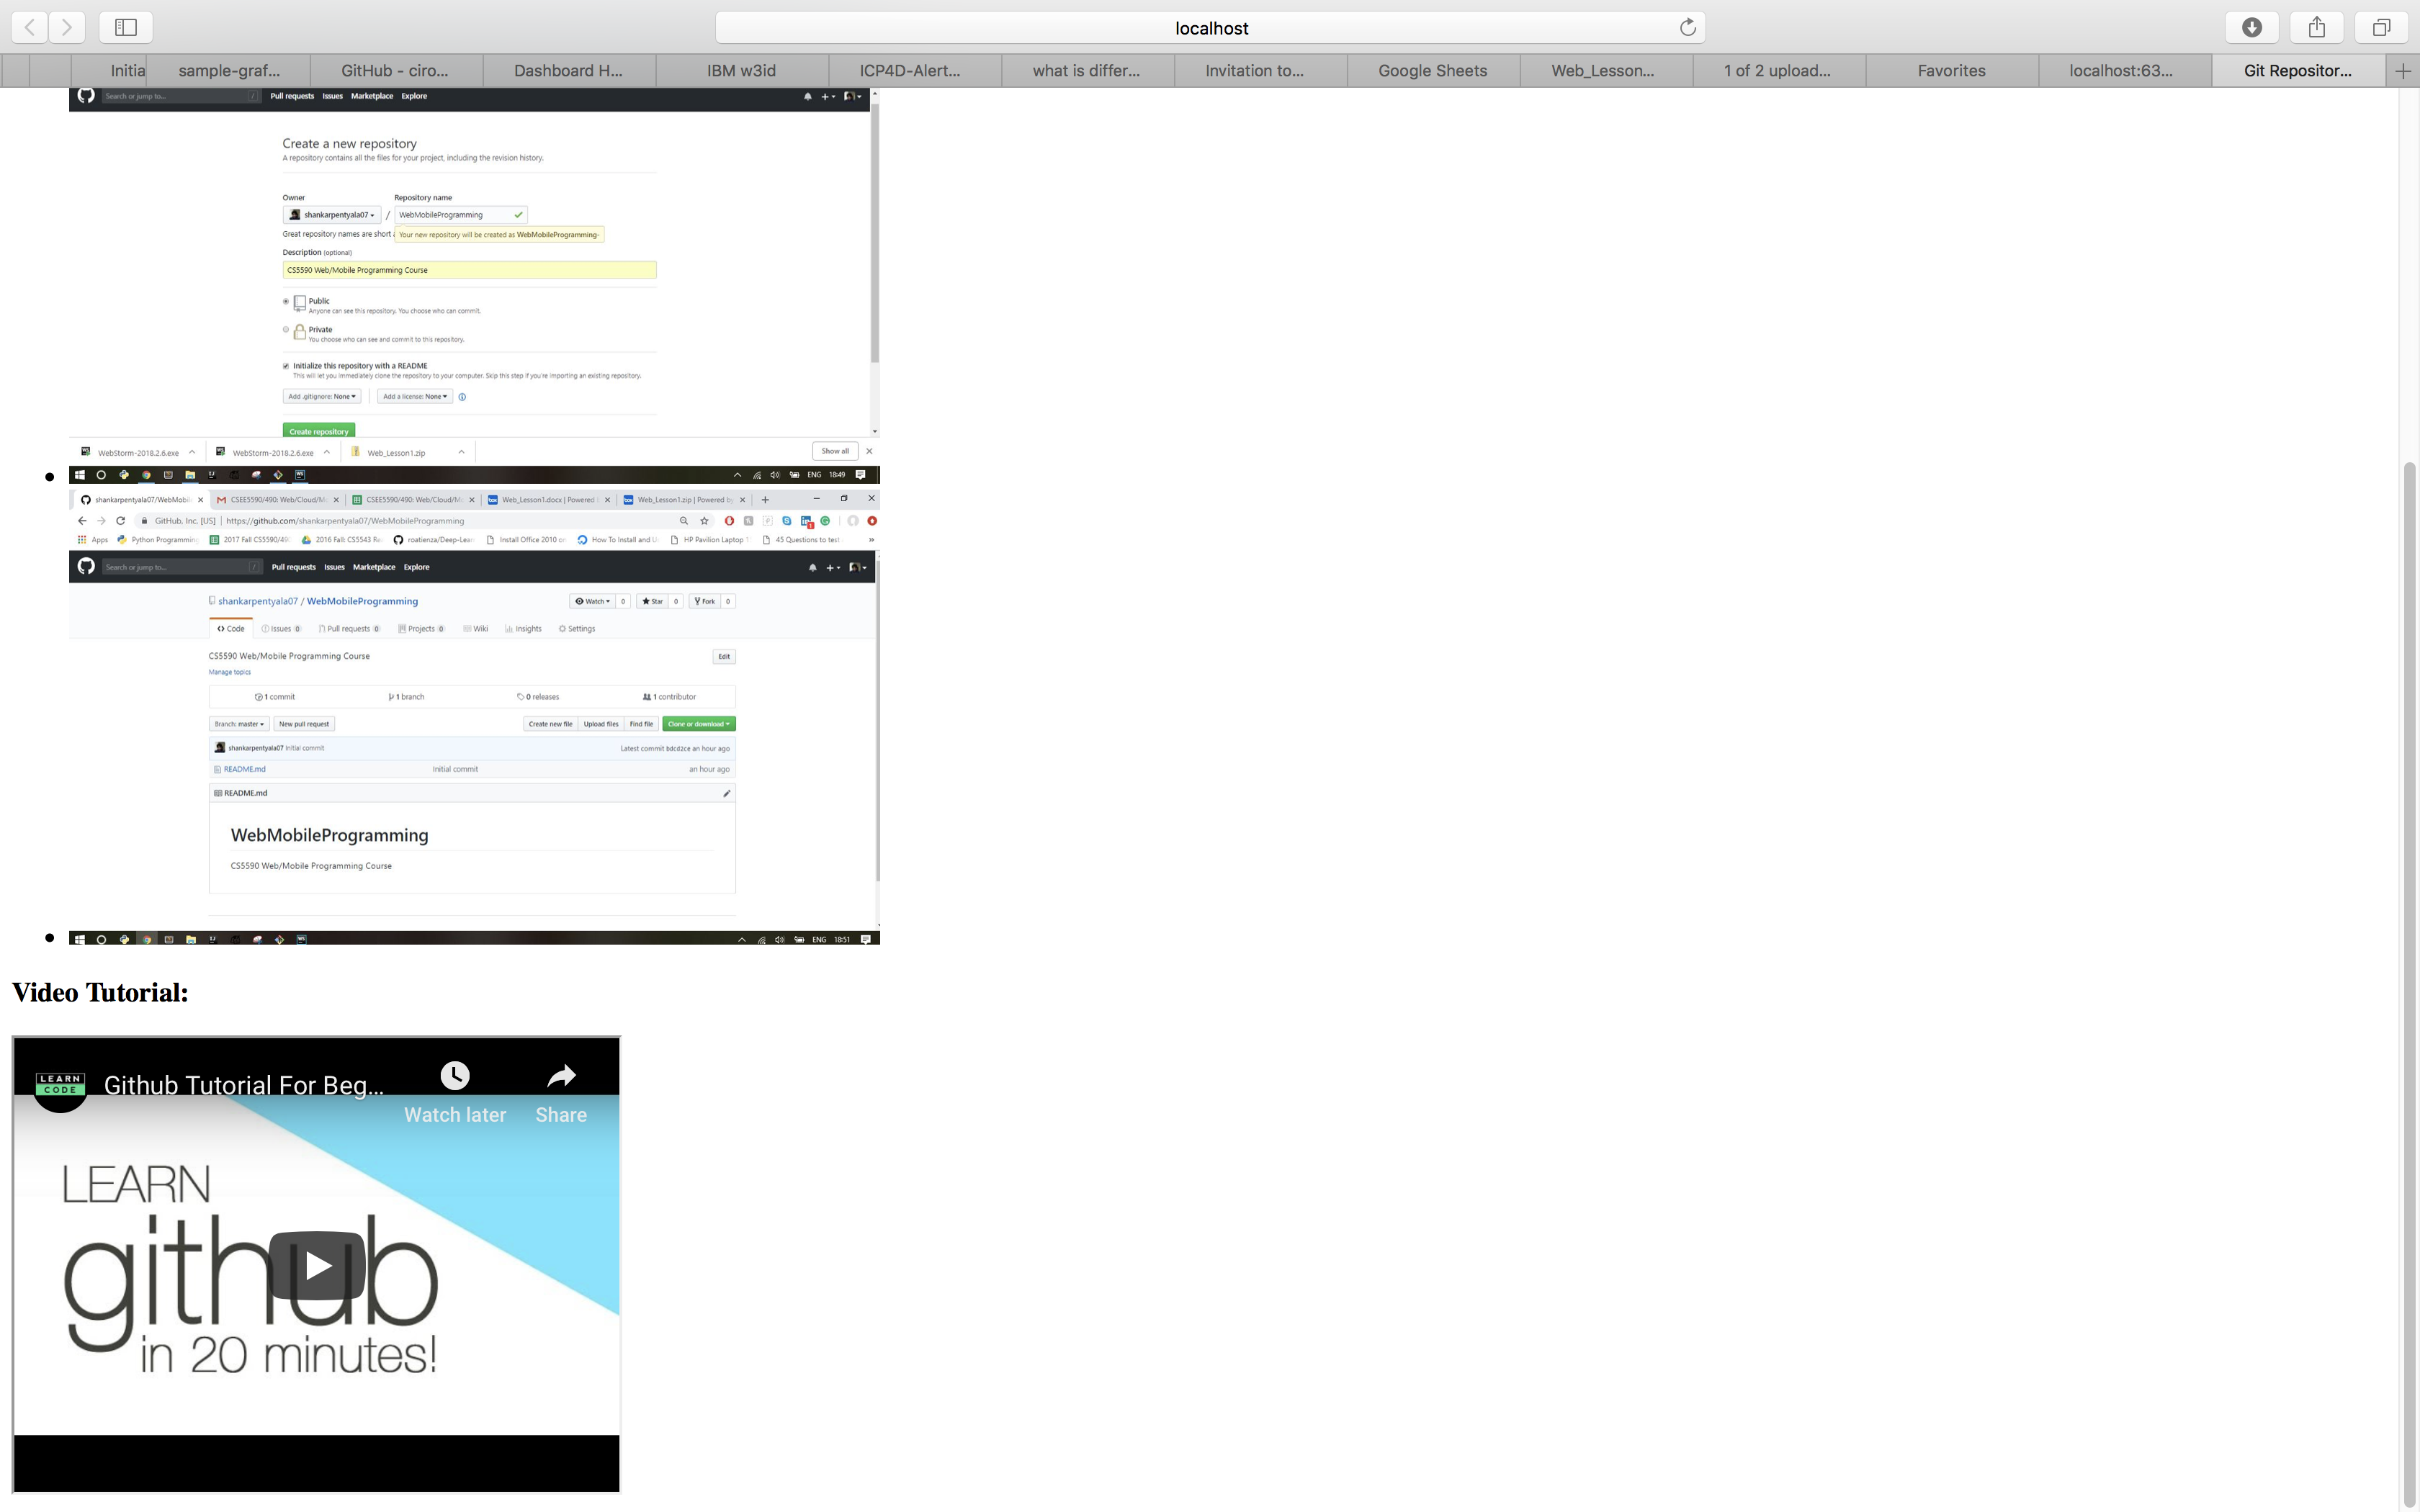 localhost
Initia sample-graf... GitHub - ciro... Dashboard H... IBM w3id ICP4D-Alert... what is differ... Invitation to... Google Sheets Web_Lesson... 1 of 2 upload... Favorites localhost:63... Git Repositor...
Search or jump to... / Pull requests Issues Marketplace Explore
Create a new repository
A repository contains all the files for your project, including the revision history.
Owner Repository name
shankarpentyala07 / WebMobileProgramming
Great repository names are short Your new repository will be created as WebMobileProgramming-
Description (optional)
CS5590 Web/Mobile Programming Course
Public
Anyone can see this repository. You choose who can commit.
Private
You choose who can see and commit to this repository.
Initialize this repository with a README
This will let you immediately clone the repository to your computer. Skip this step if you're importing an existing repository.
Add .gitignore: None Add a license: None
Create repository
WebStorm-2018.2.6.exe WebStorm-2018.2.6.exe Web_Lesson1.zip Show all
ENG 18:49
shankarpentyala07/WebMobil CSEE5590/490: Web/Cloud/M CSEE5590/490: Web/Cloud/M Web_Lesson1.docx | Powered Web_Lesson1.zip | Powered by
GitHub, Inc. [US] | https://github.com/shankarpentyala07/WebMobileProgramming
Apps Python Programming 2017 Fall CS5590/49 2016 Fall: CS5543 Re roatienza/Deep-Lear Install Office 2010 o How To Install and U HP Pavilion Laptop 1 45 Questions to test »
Search or jump to... / Pull requests Issues Marketplace Explore
shankarpentyala07 / WebMobileProgramming Watch 0 Star 0 Fork 0
Code Issues 0 Pull requests 0 Projects 0 Wiki Insights Settings
CS5590 Web/Mobile Programming Course Edit
Manage topics
1 commit 1 branch 0 releases 1 contributor
Branch: master New pull request Create new file Upload files Find file Clone or download
shankarpentyala07 Initial commit Latest commit bdcd2ce an hour ago
README.md Initial commit an hour ago
README.md
WebMobileProgramming
CS5590 Web/Mobile Programming Course
ENG 18:51
Video Tutorial:
LEARN CODE Github Tutorial For Beg...
Watch later Share
LEARN
github
in 20 minutes!